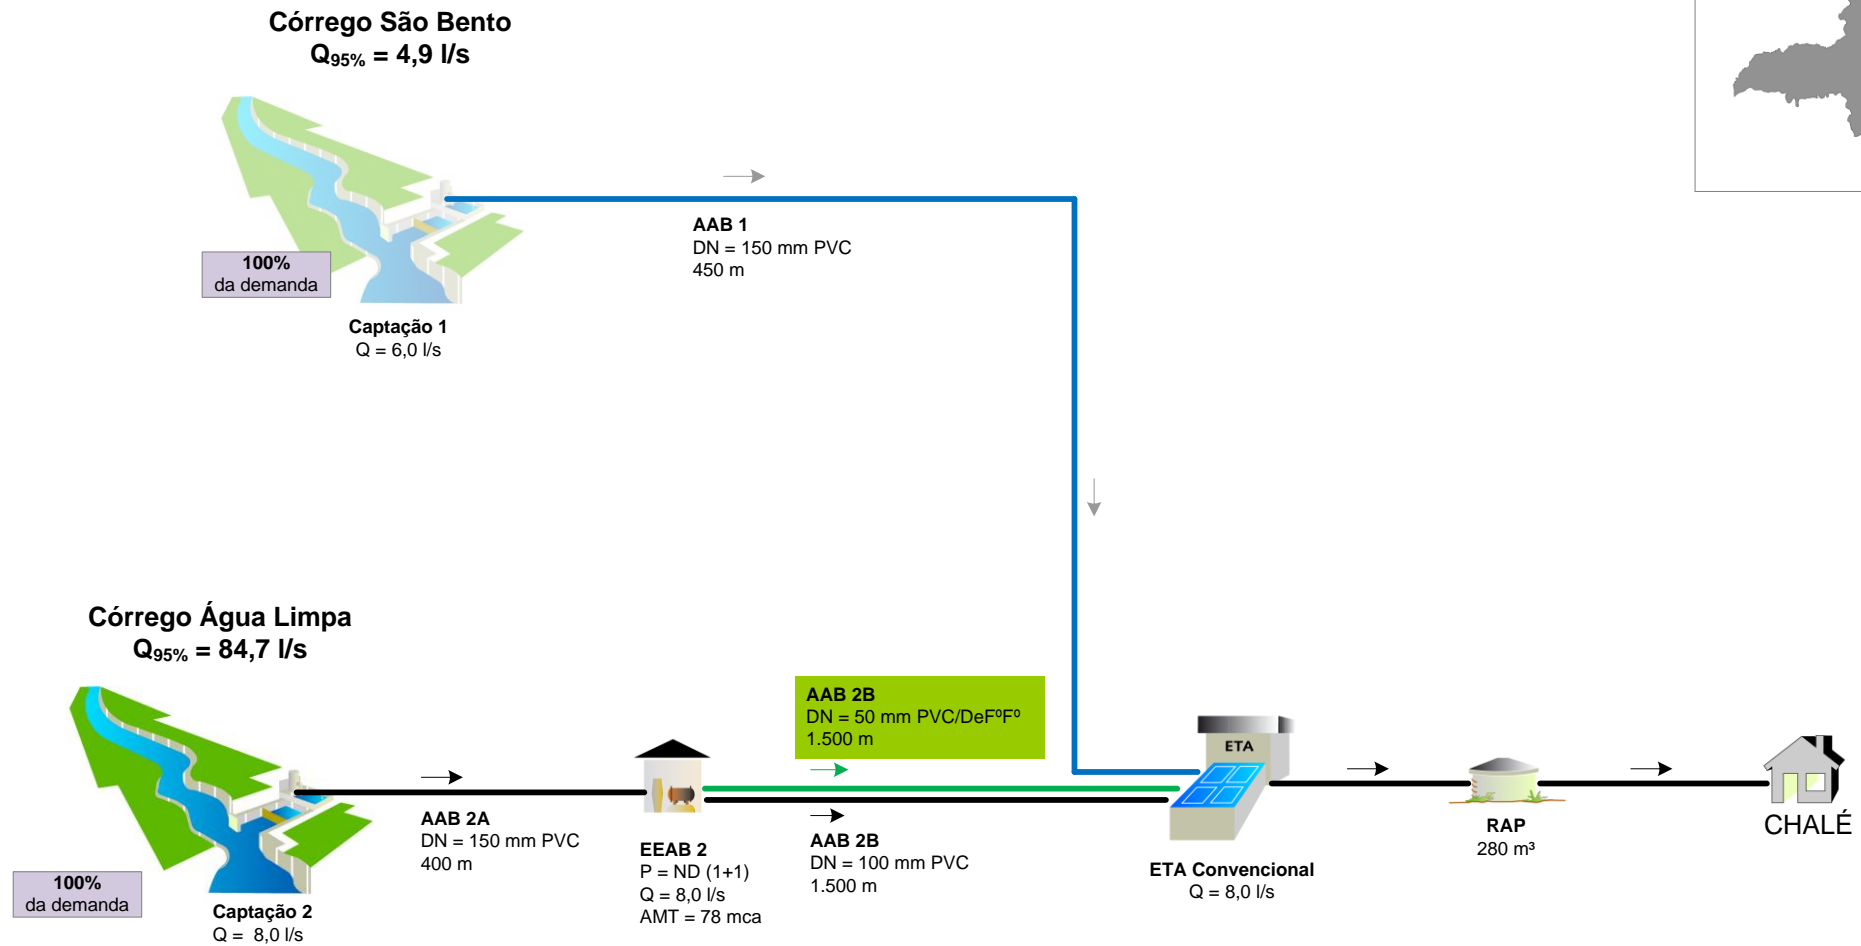 Córrego São Bento
Q95% = 4,9 l/s
100%
da demanda
Captação 1
Q = 6,0 l/s
AAB 1
DN = 150 mm PVC
450 m
Córrego Água Limpa
Q95% = 84,7 l/s
100%
da demanda
Captação 2
Q = 8,0 l/s
AAB 2A
DN = 150 mm PVC
400 m
EEAB 2
P = ND (1+1)
Q = 8,0 l/s
AMT = 78 mca
AAB 2B
DN = 50 mm PVC/DeFºFº
1.500 m
AAB 2B
DN = 100 mm PVC
1.500 m
ETA
ETA Convencional
Q = 8,0 l/s
RAP
280 m³
CHALÉ